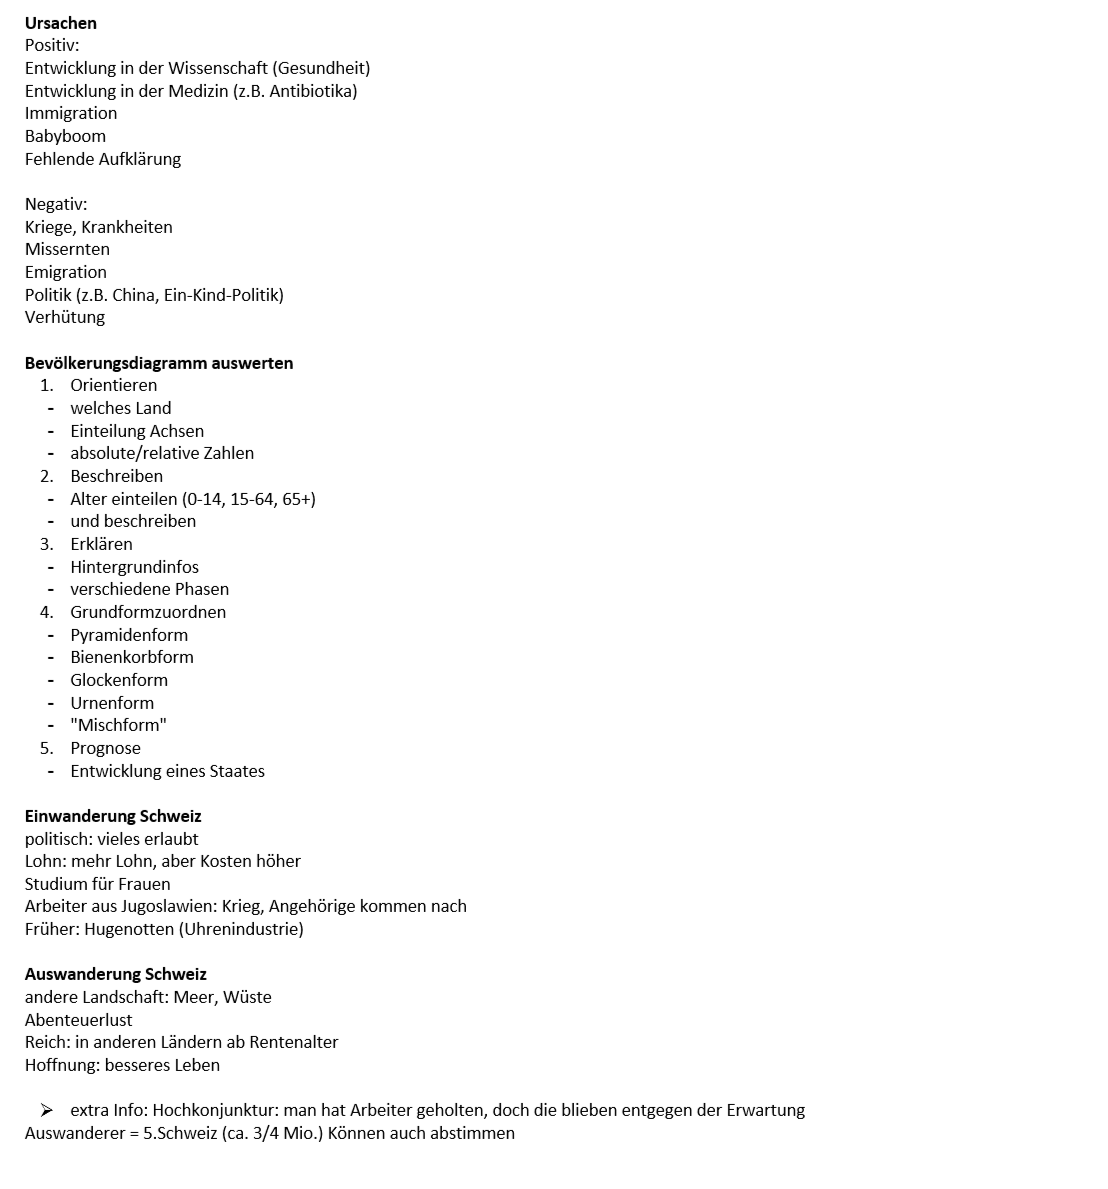 Ursachen
Positiv:
Entwicklung in der Wissenschaft (Gesundheit)
Entwicklung in der Medizin (z.B. Antibiotika)
Immigration
Babyboom
Fehlende Aufklärung
Negativ:
Kriege, Krankheiten
Missernten
Emigration
Politik (z.B. China, Ein-Kind-Politik)
Verhütung
Bevölkerungsdiagramm auswerten
1. Orientieren
- welches Land
- Einteilung Achsen
- absolute/relative Zahlen
2. Beschreiben
- Alter einteilen (0-14, 15-64, 65+)
- und beschreiben
3. Erklären
- Hintergrundinfos
- verschiedene Phasen
4. Grundformzuordnen
- Pyramidenform
- Bienenkorbform
- Glockenform
- Urnenform
- "Mischform"
5. Prognose
- Entwicklung eines Staates
Einwanderung Schweiz
politisch: vieles erlaubt
Lohn: mehr Lohn, aber Kosten höher
Studium für Frauen
Arbeiter aus Jugoslawien: Krieg, Angehörige kommen nach
Früher: Hugenotten (Uhrenindustrie)
Auswanderung Schweiz
andere Landschaft: Meer, Wüste
Abenteuerlust
Reich: in anderen Ländern ab Rentenalter
Hoffnung: besseres Leben
➢ extra Info: Hochkonjunktur: man hat Arbeiter geholten, doch die blieben entgegen der Erwartung
Auswanderer = 5.Schweiz (ca. 3/4 Mio.) Können auch abstimmen